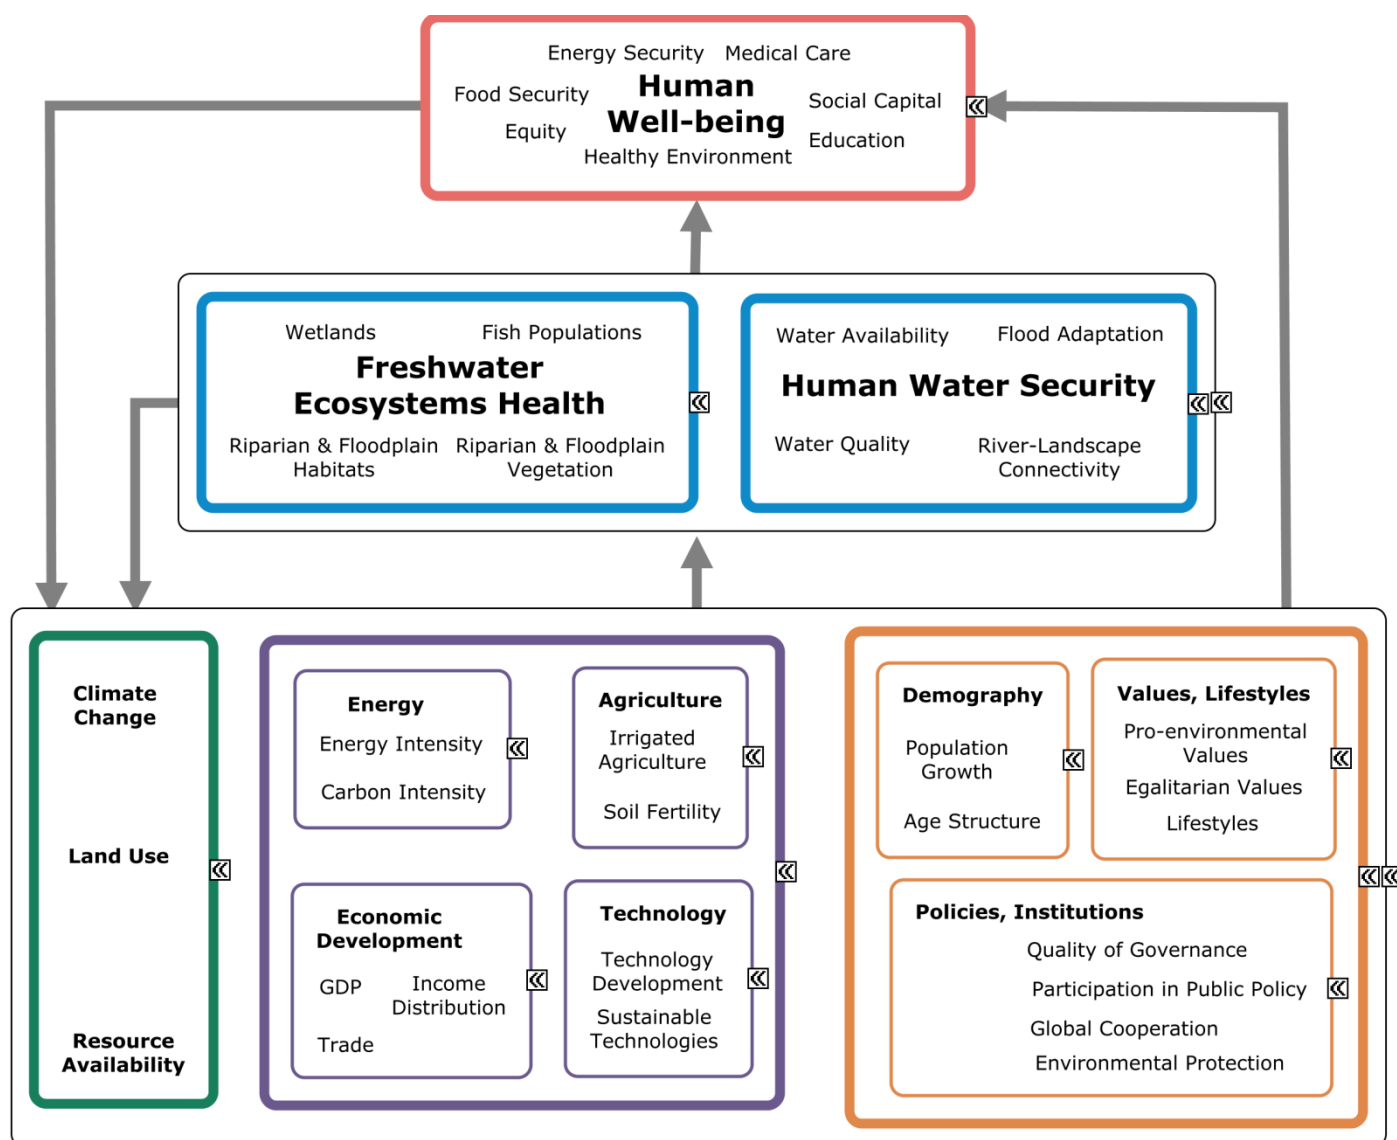 Energy Security
Medical Care
Food Security
Human
Well-being
Social Capital
Equity
Education
Healthy Environment
Wetlands
Fish Populations
Freshwater
Ecosystems Health
Riparian & Floodplain
Habitats
Riparian & Floodplain
Vegetation
Water Availability
Flood Adaptation
Human Water Security
Water Quality
River-Landscape
Connectivity
Climate
Change
Land Use
Resource
Availability
Energy
Energy Intensity
Carbon Intensity
Agriculture
Irrigated
Agriculture
Soil Fertility
Economic
Development
GDP
Income
Distribution
Trade
Technology
Technology
Development
Sustainable
Technologies
Demography
Population
Growth
Age Structure
Values, Lifestyles
Pro-environmental
Values
Egalitarian Values
Lifestyles
Policies, Institutions
Quality of Governance
Participation in Public Policy
Global Cooperation
Environmental Protection